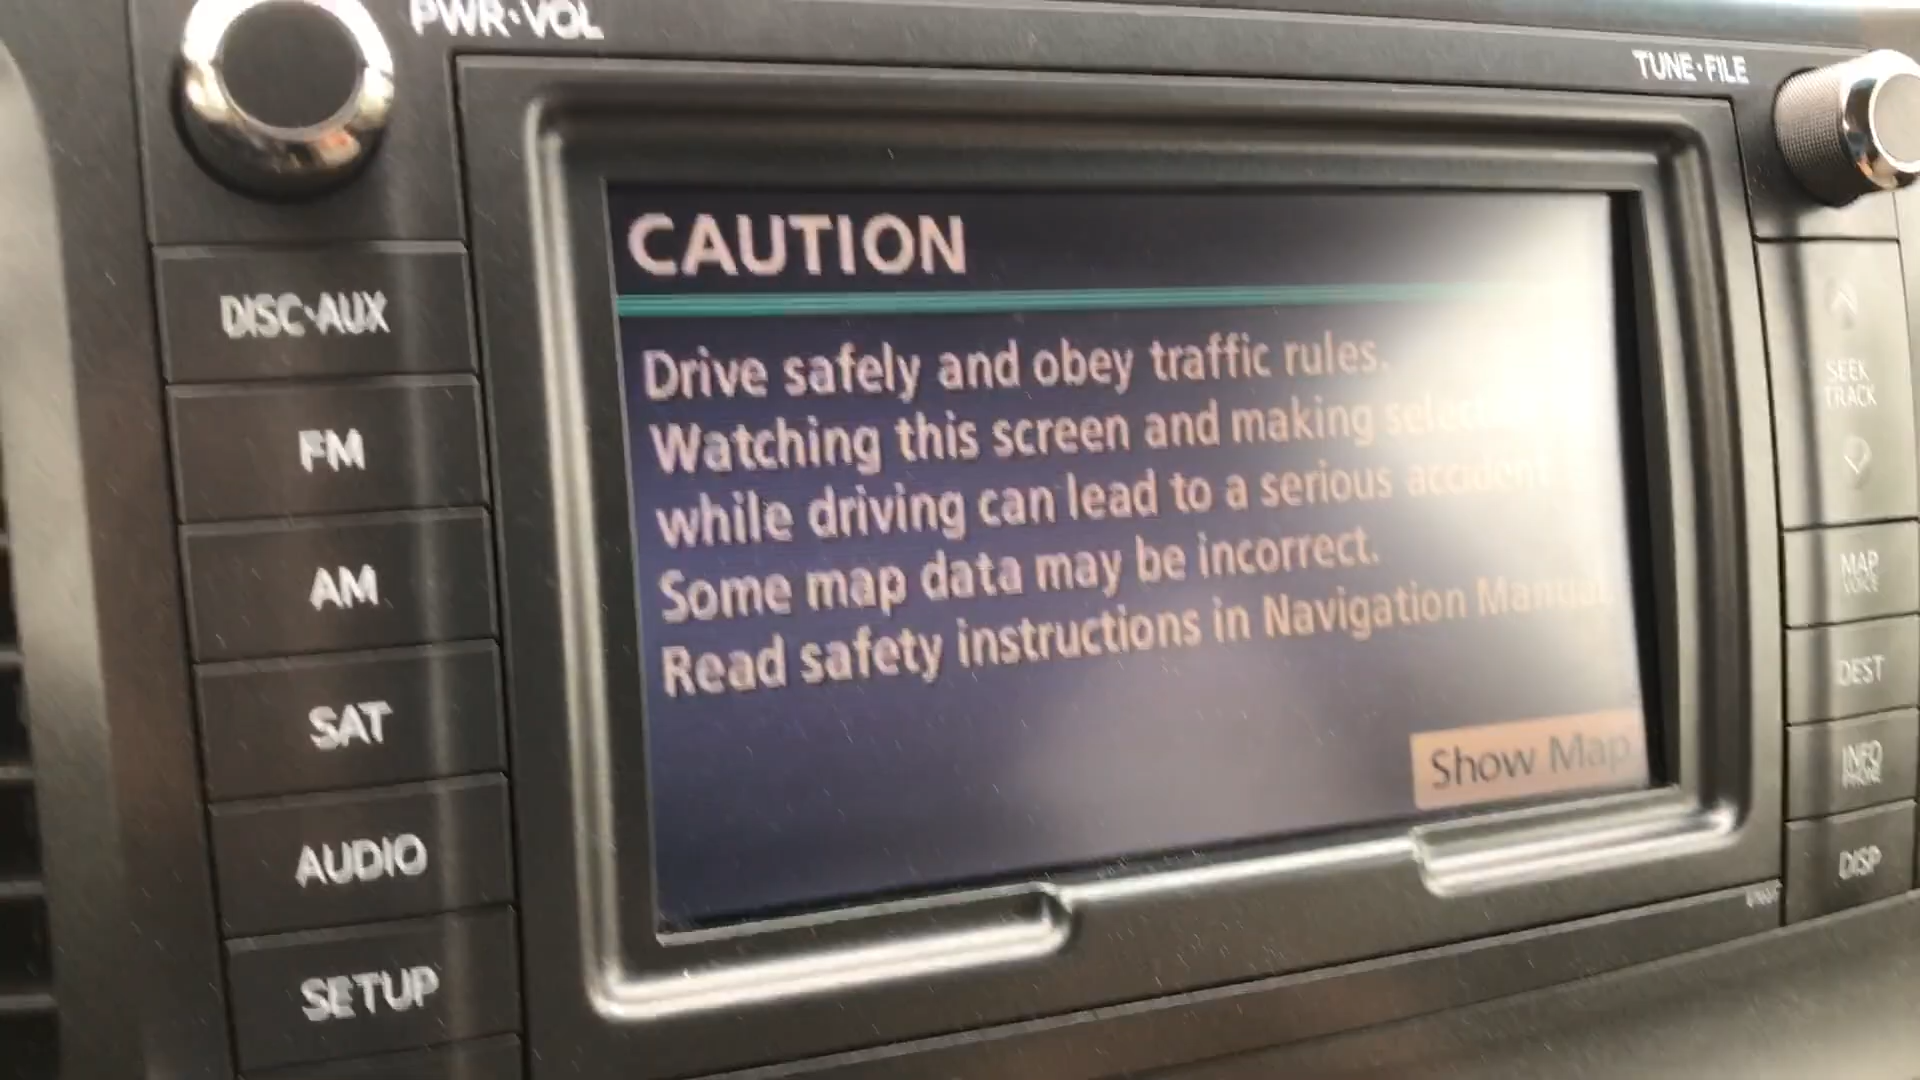 PWR·VOL
TUNE·FILE
CAUTION
Drive safely and obey traffic rules.
Watching this screen and making
while driving can lead to a serious accident
Some map data may be incorrect.
Read safety instructions in Navigation Manual
Show Map
DISC·AUX
FM
AM
SAT
AUDIO
SETUP
SEEK
TRACK
MAP
VOICE
DEST
INFO
PHONE
DISP